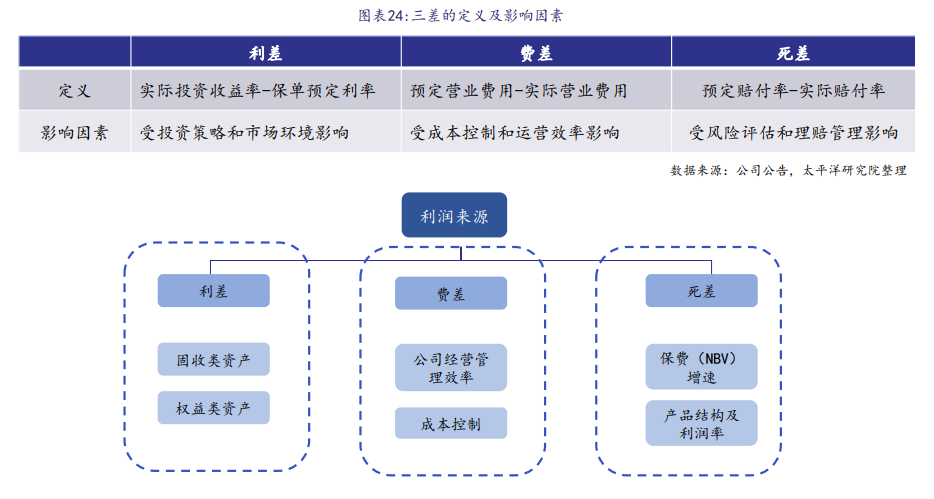 图表24:三差的定义及影响因素
利差 费差 死差
定义 实际投资收益率-保单预定利率 预定营业费用-实际营业费用 预定赔付率-实际赔付率
影响因素 受投资策略和市场环境影响 受成本控制和运营效率影响 受风险评估和理赔管理影响
数据来源：公司公告，太平洋研究院整理
利润来源
利差
费差
死差
固收类资产
权益类资产
公司经营管
理效率
成本控制
保费（NBV）
增速
产品结构及
利润率